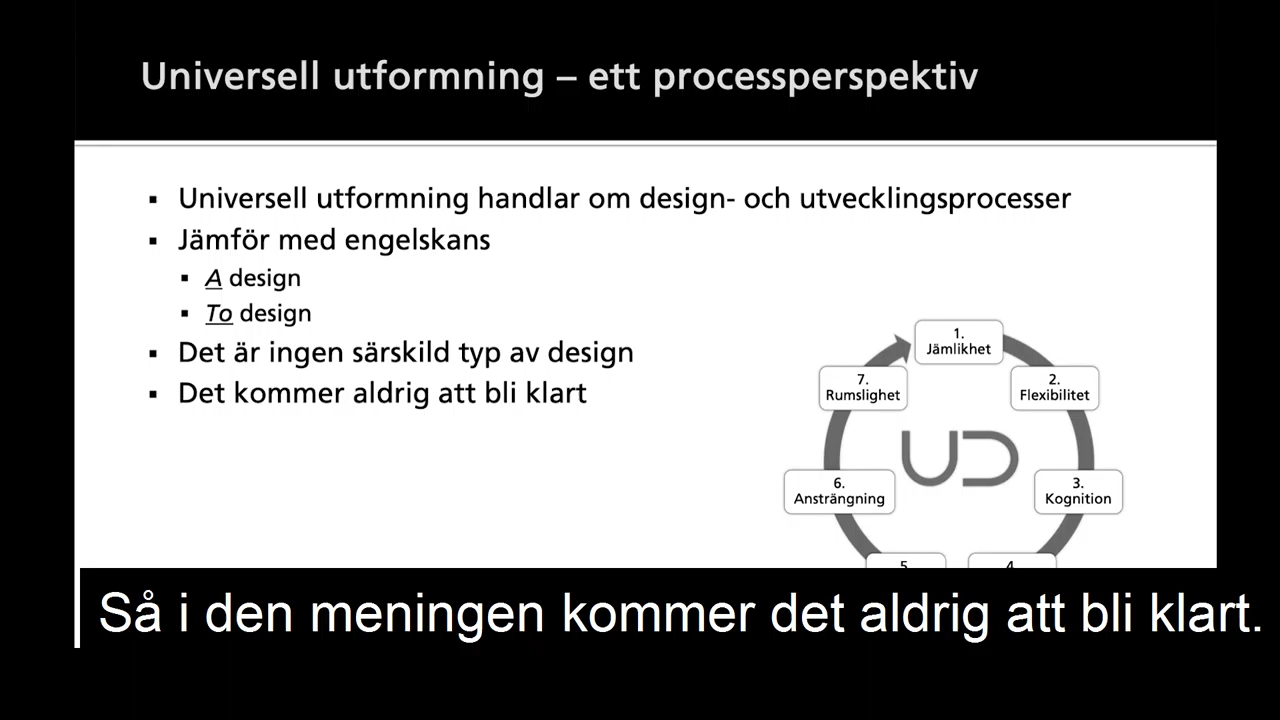 Universell utformning – ett processperspektiv
▪ Universell utformning handlar om design- och utvecklingsprocesser
▪ Jämför med engelskans
▪ A design
▪ To design
▪ Det är ingen särskild typ av design
▪ Det kommer aldrig att bli klart
1.
Jämlikhet
2.
Flexibilitet
3.
Kognition
4.
5.
6.
Ansträngning
7.
Rumslighet
UD
Så i den meningen kommer det aldrig att bli klart.